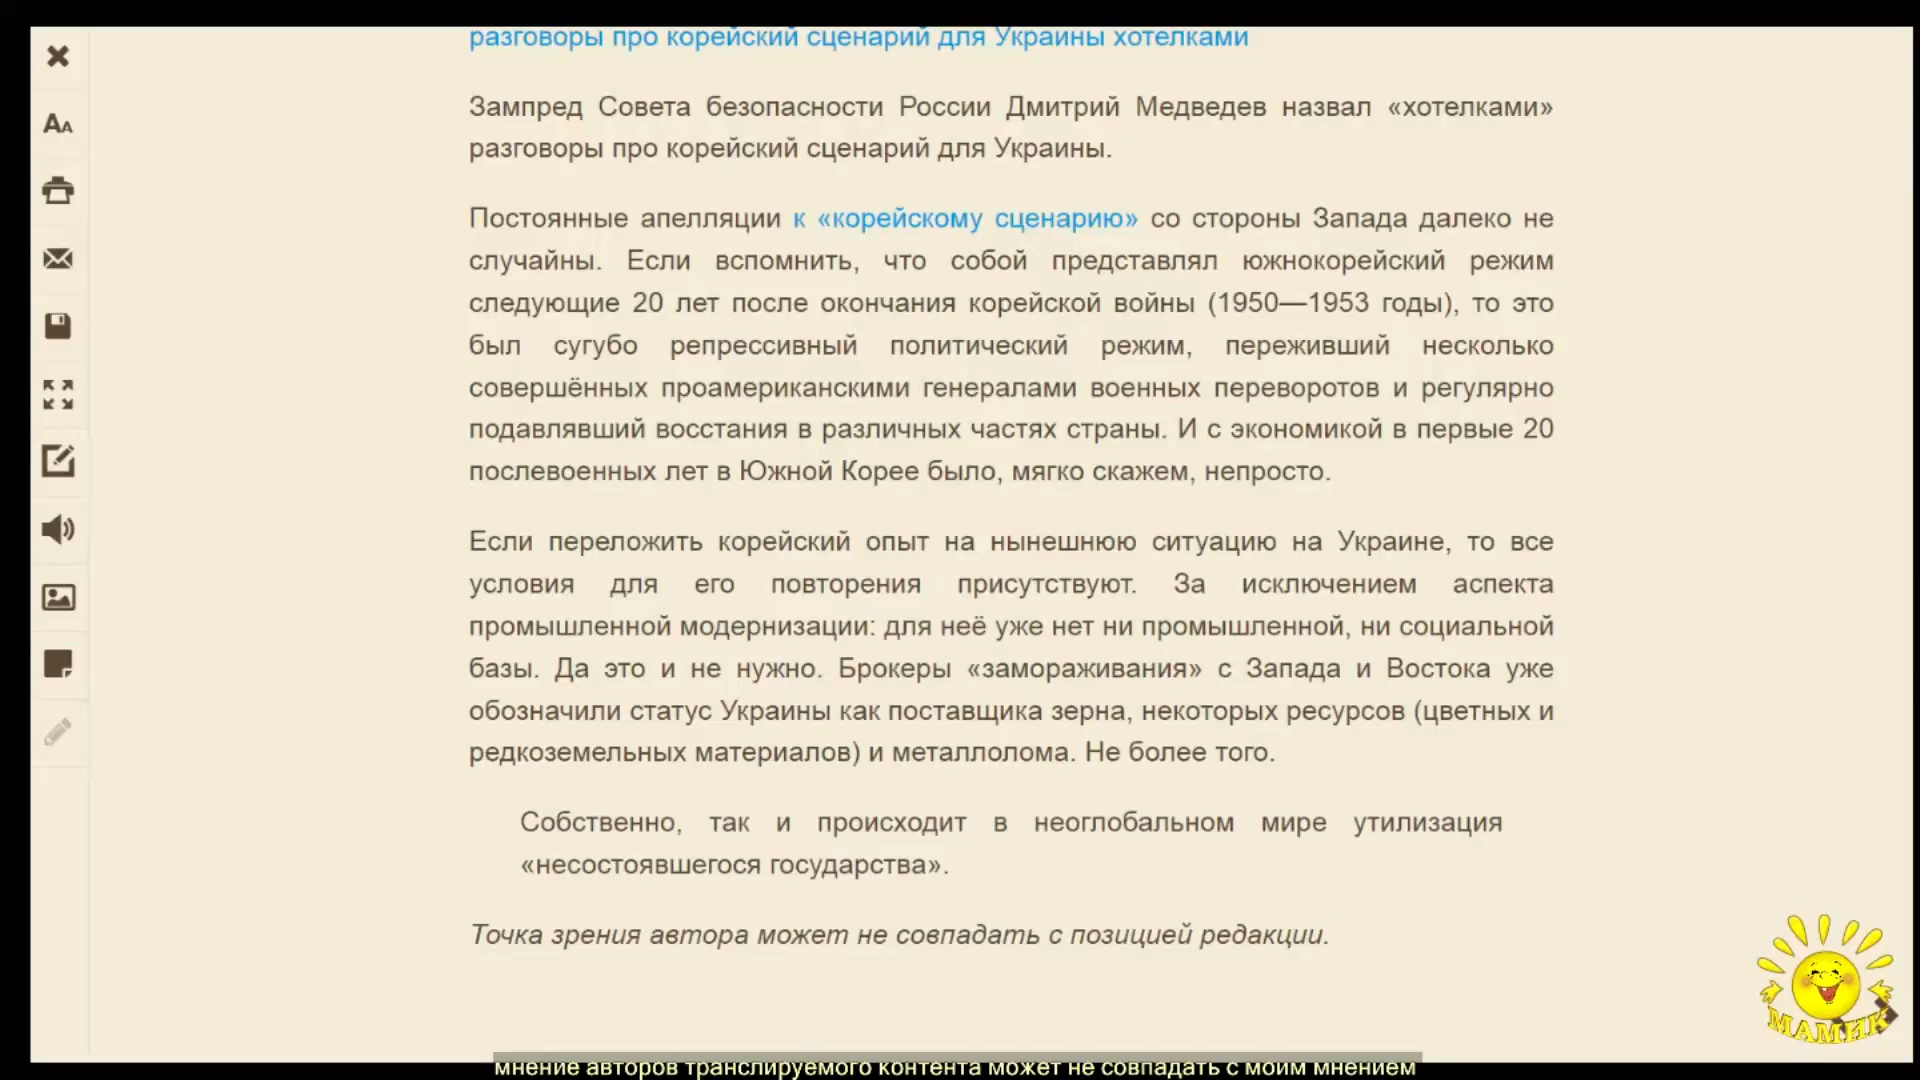 разговоры про корейский сценарий для Украины хотелками
Зампред Совета безопасности России Дмитрий Медведев назвал «хотелками»
разговоры про корейский сценарий для Украины.
Постоянные апелляции к «корейскому сценарию» со стороны Запада далеко не
случайны. Если вспомнить, что собой представлял южнокорейский режим
следующие 20 лет после окончания корейской войны (1950—1953 годы), то это
был сугубо репрессивный политический режим, переживший несколько
совершённых проамериканскими генералами военных переворотов и регулярно
подавлявший восстания в различных частях страны. И с экономикой в первые 20
послевоенных лет в Южной Корее было, мягко скажем, непросто.
Если переложить корейский опыт на нынешнюю ситуацию на Украине, то все
условия для его повторения присутствуют. За исключением аспекта
промышленной модернизации: для неё уже нет ни промышленной, ни социальной
базы. Да это и не нужно. Брокеры «замораживания» с Запада и Востока уже
обозначили статус Украины как поставщика зерна, некоторых ресурсов (цветных и
редкоземельных материалов) и металлолома. Не более того.
Собственно, так и происходит в неоглобальном мире утилизация
«несостоявшегося государства».
Точка зрения автора может не совпадать с позицией редакции.
МАМИК
мнение авторов транслируемого контента может не совпадать с моим мнением